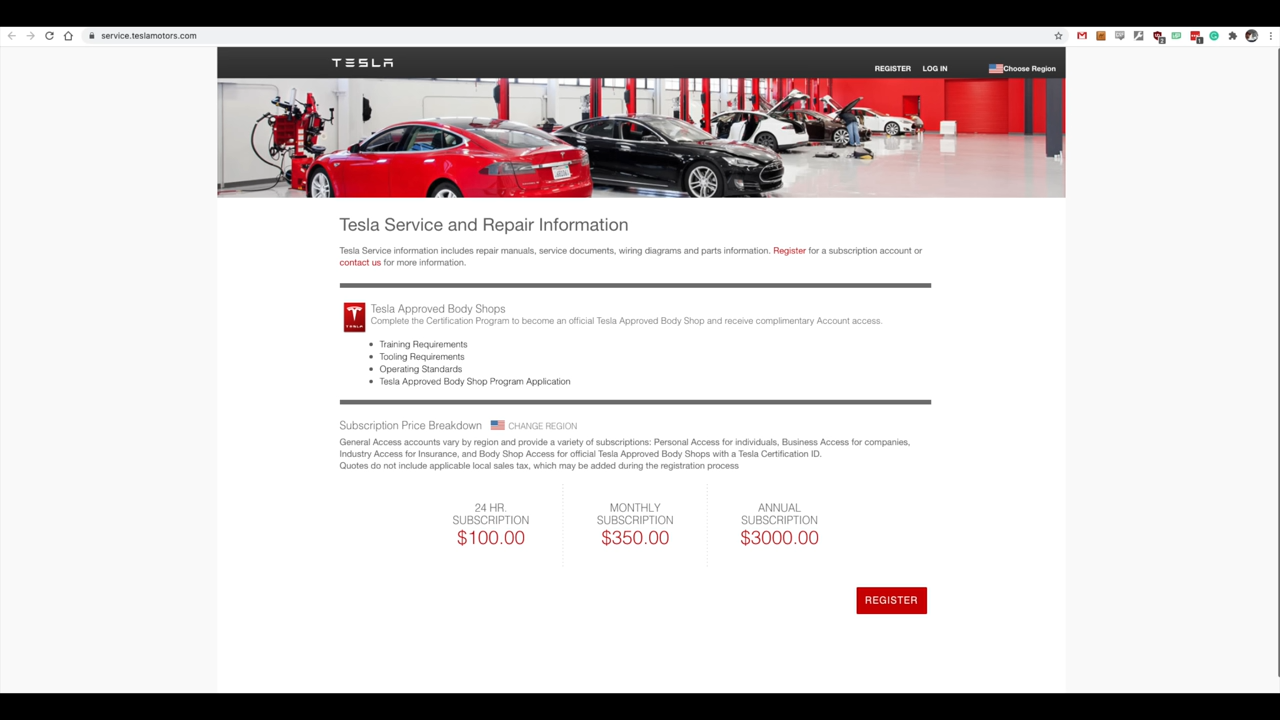 service.teslamotors.com
TESLA
REGISTER LOG IN Choose Region
Tesla Service and Repair Information
Tesla Service information includes repair manuals, service documents, wiring diagrams and parts information. Register for a subscription account or
contact us for more information.
Tesla Approved Body Shops
Complete the Certification Program to become an official Tesla Approved Body Shop and receive complimentary Account access.
Training Requirements
Tooling Requirements
Operating Standards
Tesla Approved Body Shop Program Application
Subscription Price Breakdown CHANGE REGION
General Access accounts vary by region and provide a variety of subscriptions: Personal Access for individuals, Business Access for companies,
Industry Access for Insurance, and Body Shop Access for official Tesla Approved Body Shops with a Tesla Certification ID.
Quotes do not include applicable local sales tax, which may be added during the registration process
24 HR.
SUBSCRIPTION
$100.00
MONTHLY
SUBSCRIPTION
$350.00
ANNUAL
SUBSCRIPTION
$3000.00
REGISTER